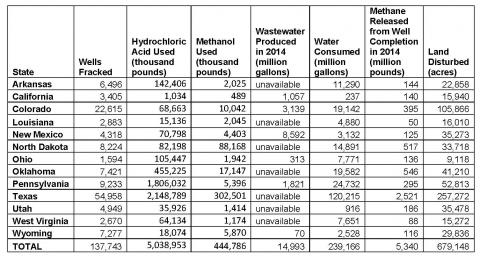 State | Wells Fracked | Hydrochloric Acid Used (thousand pounds) | Methanol Used (thousand pounds) | Wastewater Produced in 2014 (million gallons) | Water Consumed (million gallons) | Methane Released from Well Completion in 2014 (million pounds) | Land Disturbed (acres)
Arkansas | 6,496 | 142,406 | 2,025 | unavailable | 11,290 | 144 | 22,858
California | 3,405 | 1,034 | 489 | 1,057 | 237 | 140 | 15,940
Colorado | 22,615 | 68,663 | 10,042 | 3,139 | 19,142 | 395 | 105,866
Louisiana | 2,883 | 15,136 | 2,045 | unavailable | 4,880 | 50 | 16,010
New Mexico | 4,318 | 70,798 | 4,403 | 8,592 | 3,132 | 125 | 35,273
North Dakota | 8,224 | 82,198 | 88,168 | unavailable | 14,891 | 517 | 33,718
Ohio | 1,594 | 105,447 | 1,942 | 313 | 7,771 | 136 | 9,118
Oklahoma | 7,421 | 455,225 | 17,147 | unavailable | 19,582 | 546 | 41,210
Pennsylvania | 9,233 | 1,806,032 | 5,396 | 1,821 | 24,732 | 295 | 52,813
Texas | 54,958 | 2,148,789 | 302,501 | unavailable | 120,215 | 2,521 | 257,272
Utah | 4,949 | 35,926 | 1,414 | unavailable | 916 | 186 | 35,478
West Virginia | 2,670 | 64,134 | 1,174 | unavailable | 7,651 | 88 | 15,272
Wyoming | 7,277 | 18,074 | 5,870 | 70 | 2,528 | 116 | 29,836
TOTAL | 137,743 | 5,038,953 | 444,786 | 14,993 | 239,166 | 5,340 | 679,148